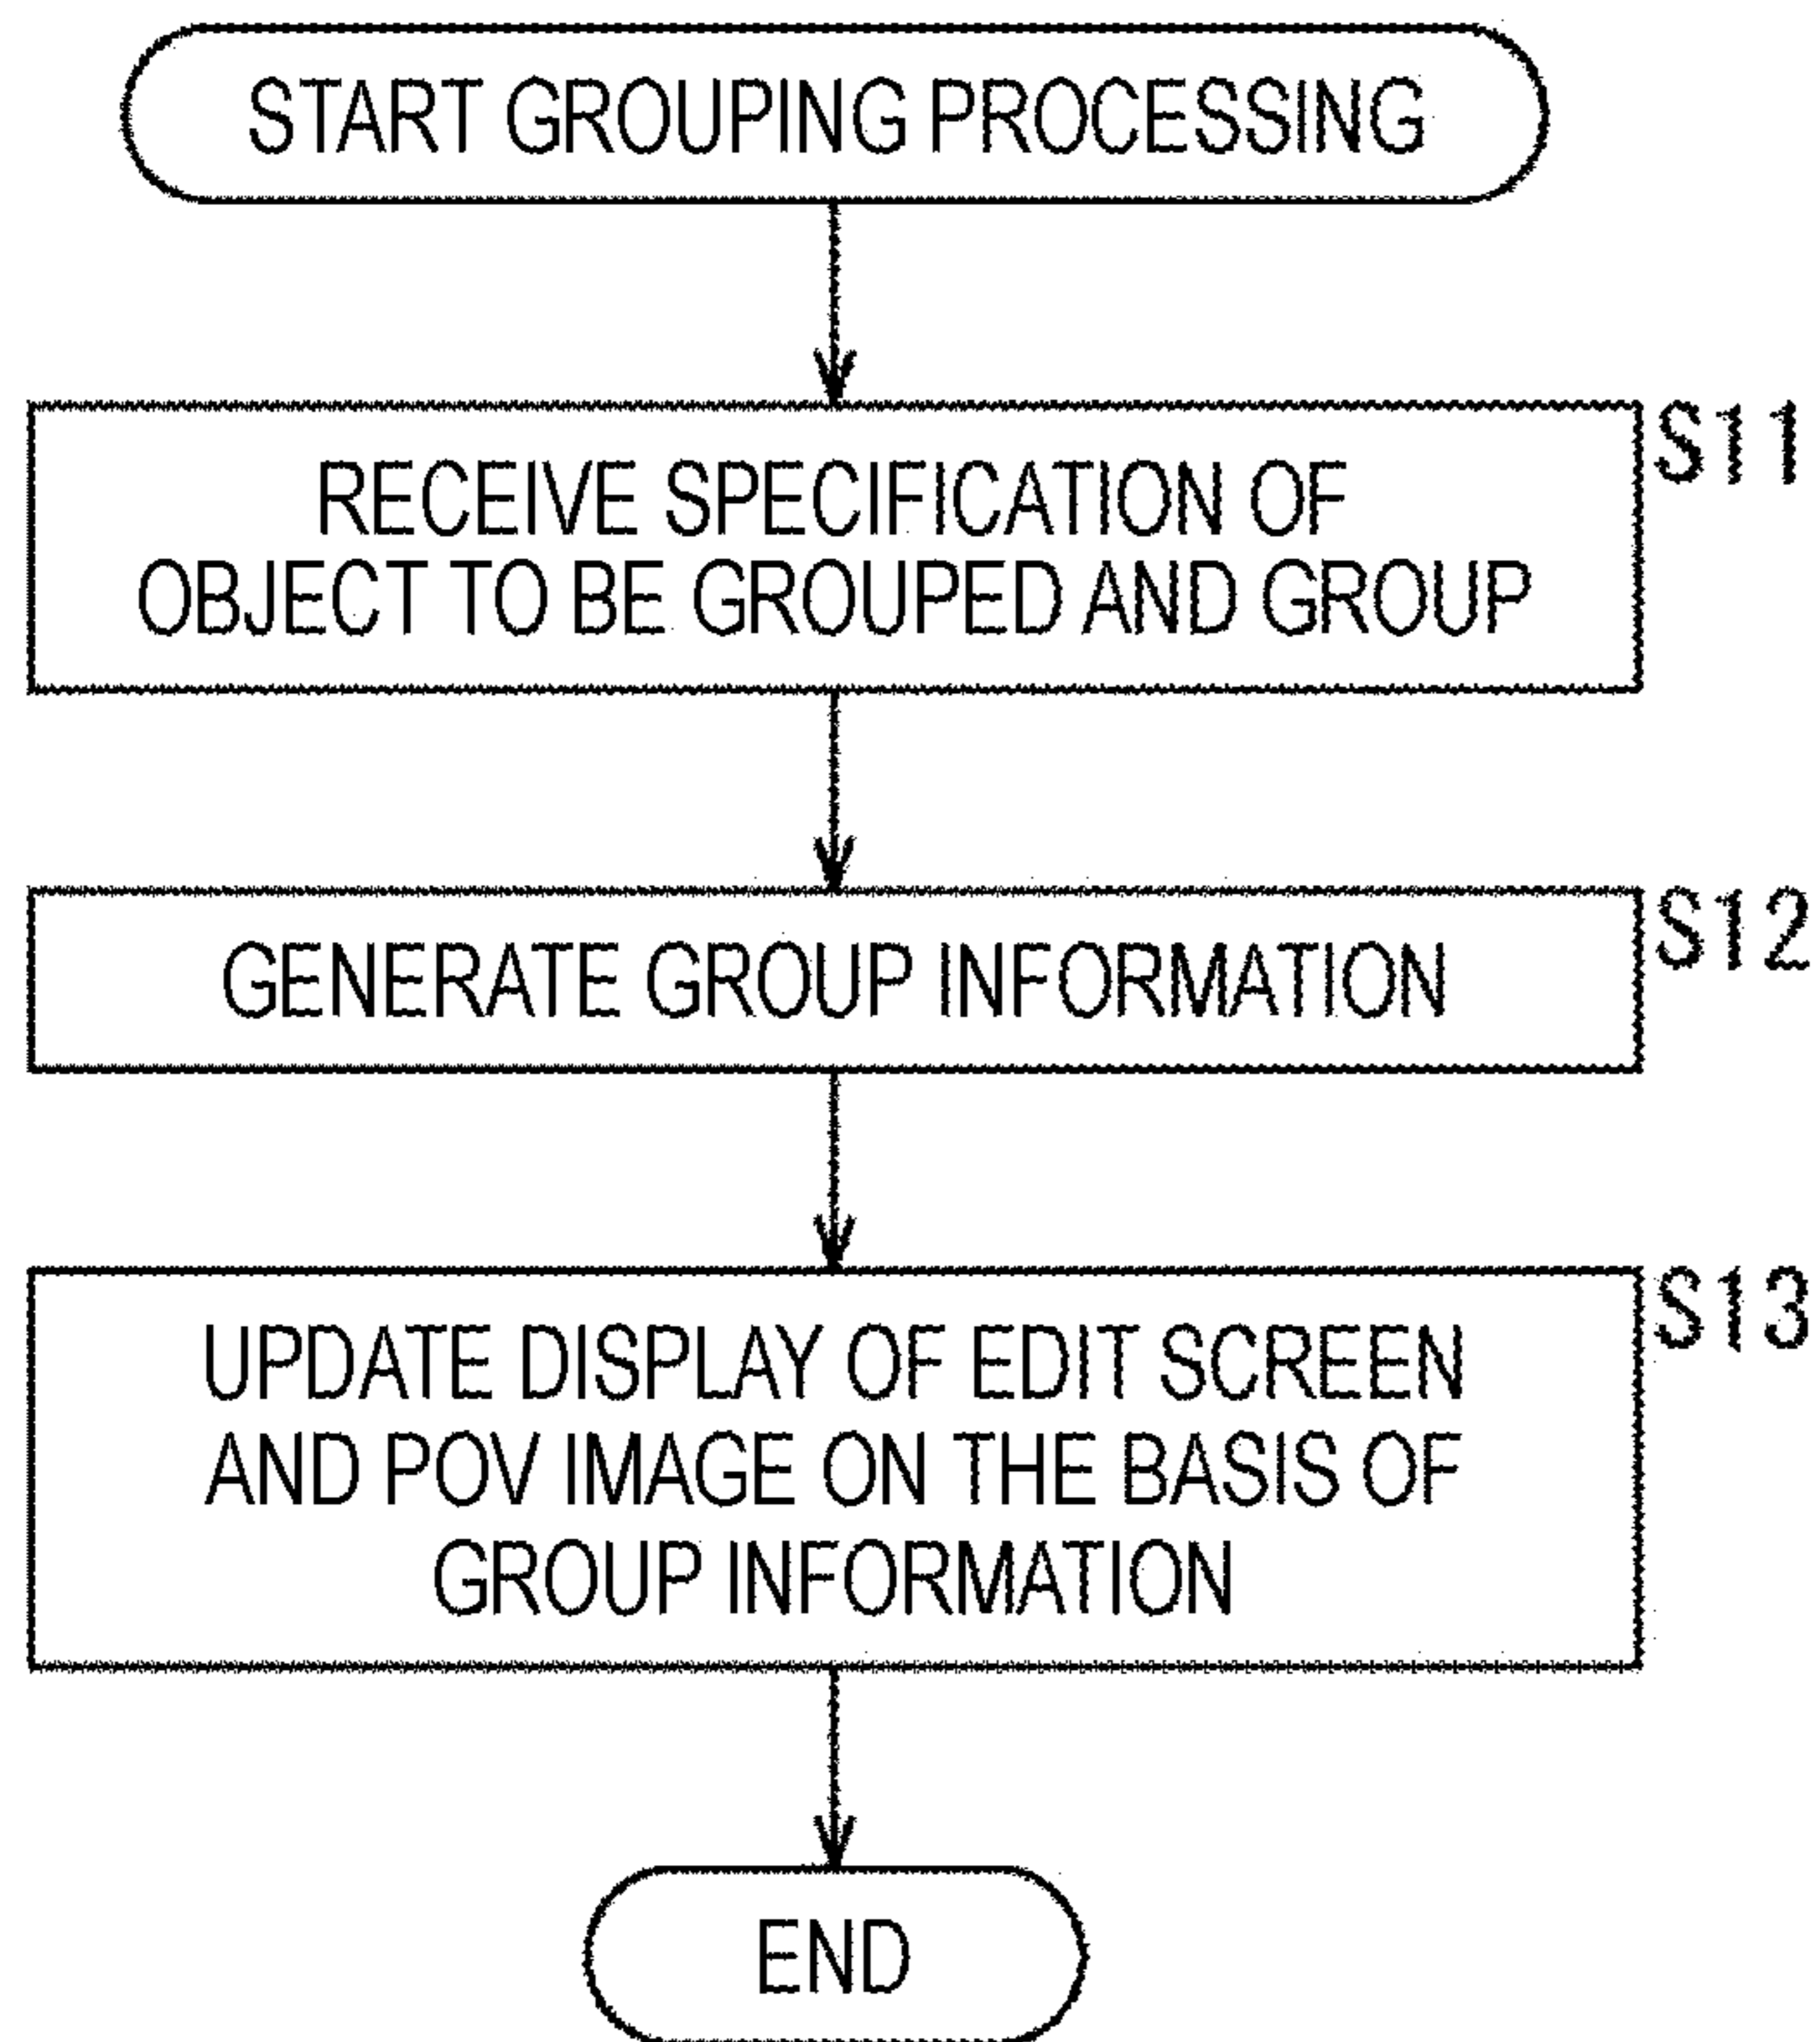 START GROUPING PROCESSING
S11
RECEIVE SPECIFICATION OF
OBJECT TO BE GROUPED AND GROUP
S12
GENERATE GROUP INFORMATION
S13
UPDATE DISPLAY OF EDIT SCREEN
AND POV IMAGE ON THE BASIS OF
GROUP INFORMATION
END